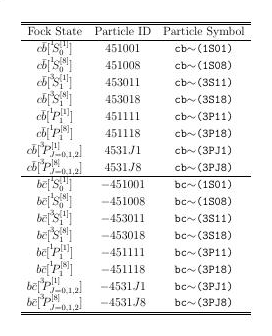 Fock State Particle ID Particle Symbol
cb̄[¹S₀^[1]] 451001 cb~(1S01)
cb̄[¹S₀^[8]] 451008 cb~(1S08)
cb̄[³S₁^[1]] 453011 cb~(3S11)
cb̄[³S₁^[8]] 453018 cb~(3S18)
cb̄[¹P₁^[1]] 451111 cb~(3P11)
cb̄[¹P₁^[8]] 451118 cb~(3P18)
cb̄[³P_{J=0,1,2}^[1]] 4531J1 cb~(3PJ1)
cb̄[³P_{J=0,1,2}^[8]] 4531J8 cb~(3PJ8)
bc̄[¹S₀^[1]] −451001 bc~(1S01)
bc̄[¹S₀^[8]] −451008 bc~(1S08)
bc̄[³S₁^[1]] −453011 bc~(3S11)
bc̄[³S₁^[8]] −453018 bc~(3S18)
bc̄[¹P₁^[1]] −451111 bc~(3P11)
bc̄[¹P₁^[8]] −451118 bc~(3P18)
bc̄[³P_{J=0,1,2}^[1]] −4531J1 bc~(3PJ1)
bc̄[³P_{J=0,1,2}^[8]] −4531J8 bc~(3PJ8)